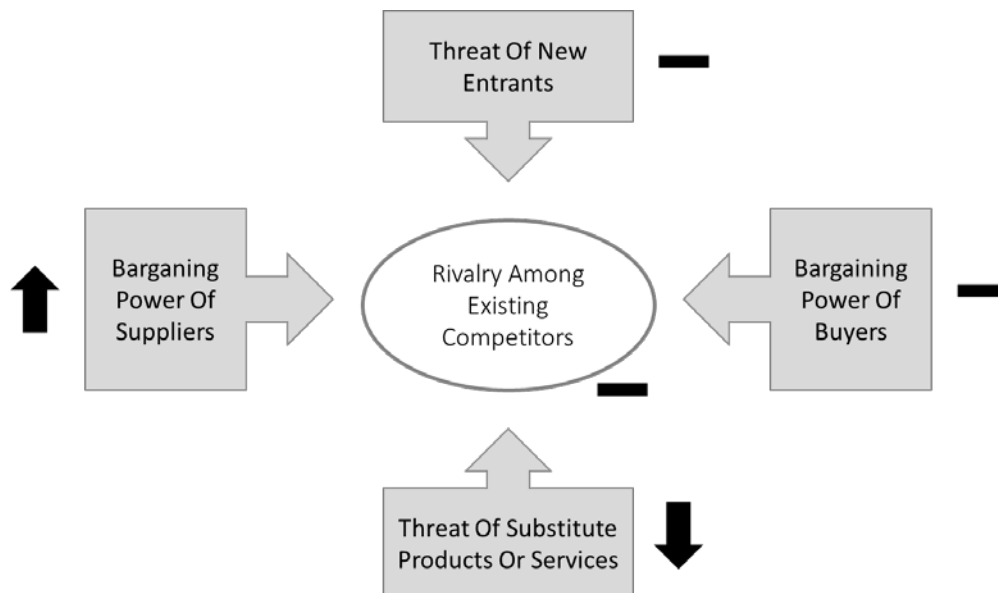 Threat Of New
Entrants
Barganing
Power Of
Suppliers
Rivalry Among
Existing
Competitors
Bargaining
Power Of
Buyers
Threat Of Substitute
Products Or Services